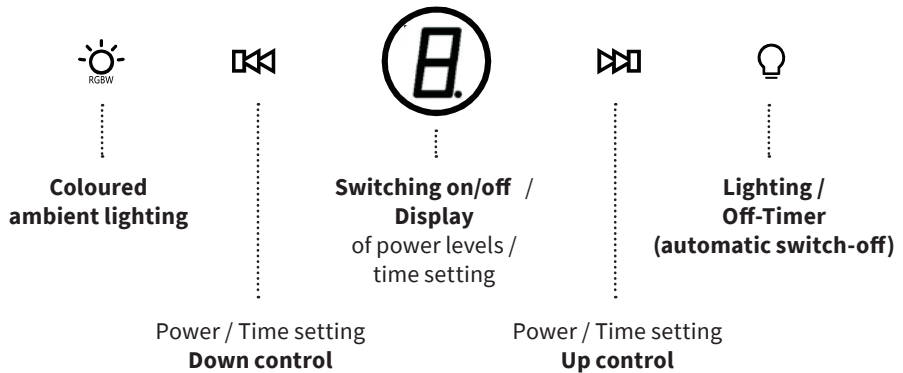 RGBW
8.
Coloured
ambient lighting
Switching on/off /
Display
of power levels /
time setting
Lighting /
Off-Timer
(automatic switch-off)
Power / Time setting
Down control
Power / Time setting
Up control